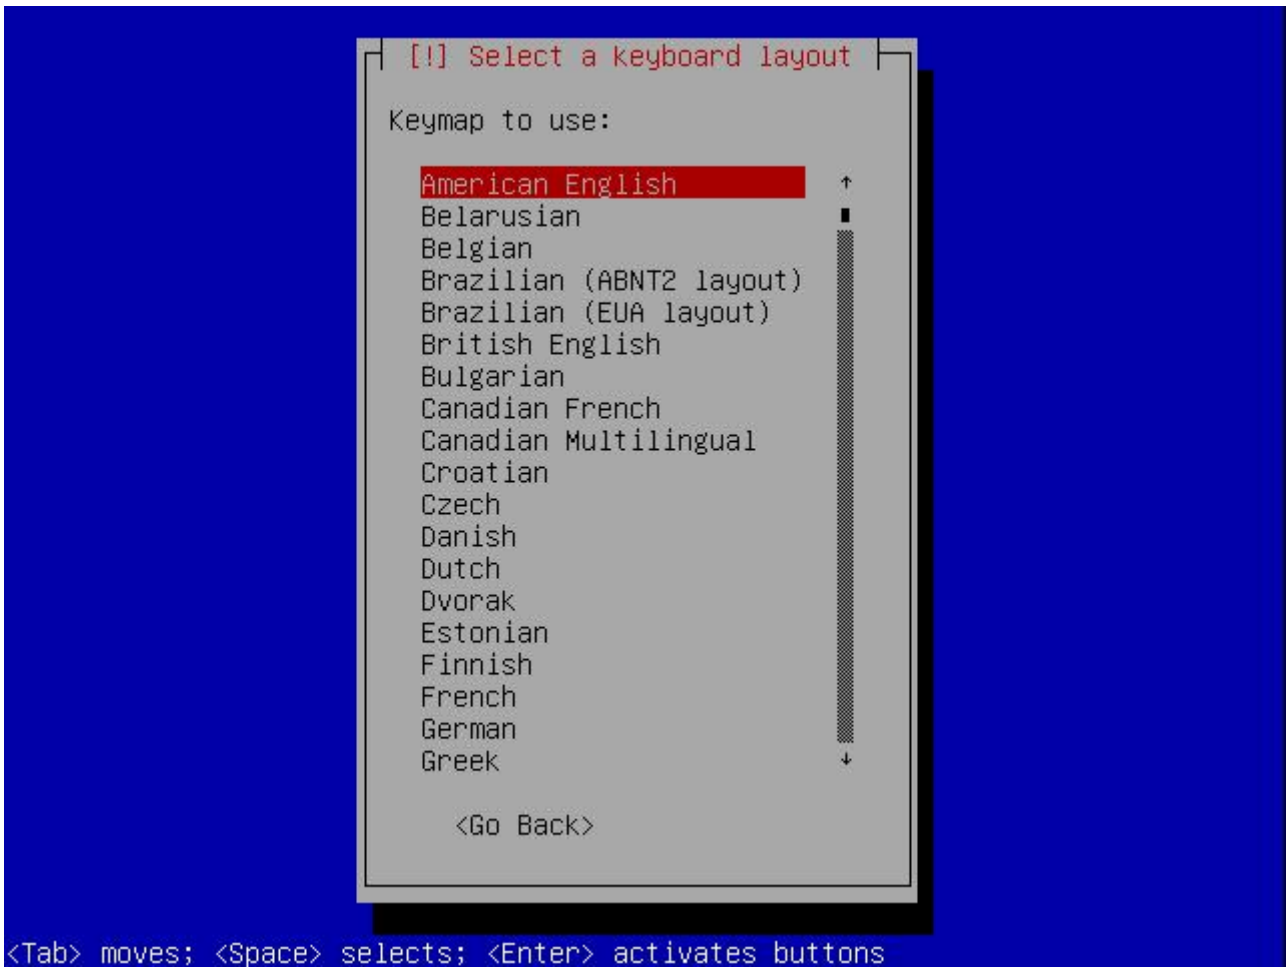 [!] Select a keyboard layout
Keymap to use:
American English
Belarusian
Belgian
Brazilian (ABNT2 layout)
Brazilian (EUA layout)
British English
Bulgarian
Canadian French
Canadian Multilingual
Croatian
Czech
Danish
Dutch
Dvorak
Estonian
Finnish
French
German
Greek
<Go Back>
<Tab> moves; <Space> selects; <Enter> activates buttons